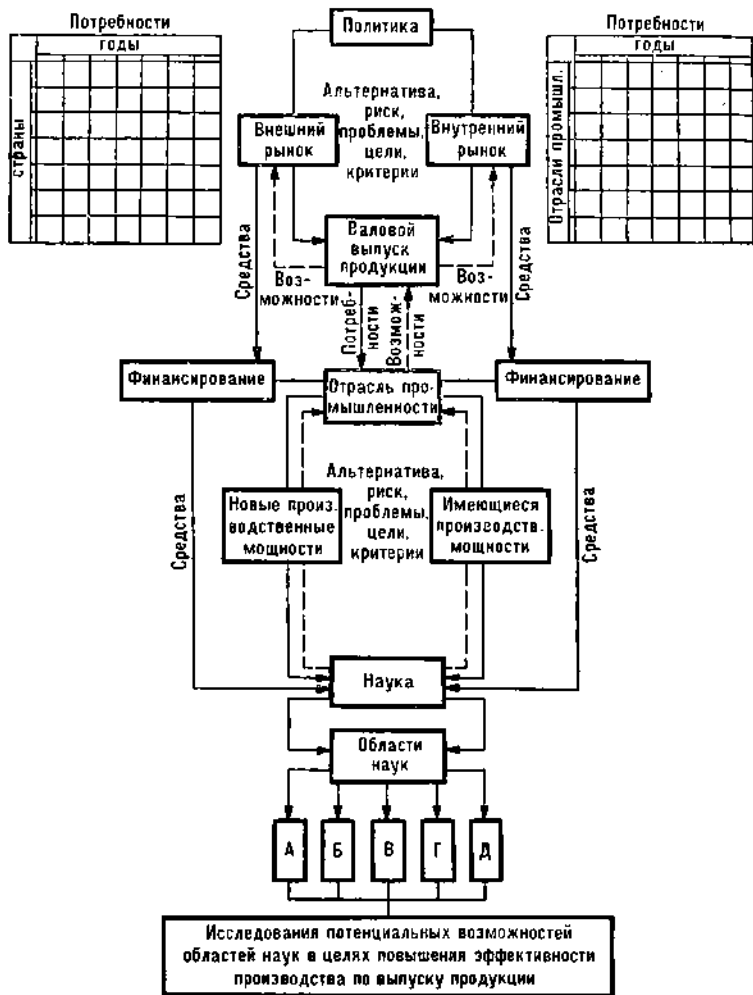 Потребности
годы
страны
Политика
Потребности
годы
Отрасли промышл.
Альтернатива,
риск,
проблемы,
цели,
критерии
Внешний
рынок
Внутренний
рынок
Валовой
выпуск
продукции
Средства
Воз-
можности
Воз-
можности
Средства
Потреб-
ности
Возмож-
ности
Финансирование
Отрасль про-
мышленности
Финансирование
Альтернатива,
риск,
проблемы,
цели,
критерии
Новые произ-
водственные
мощности
Имеющиеся
производств.
мощности
Средства
Средства
Наука
Области
наук
А
Б
В
Г
Д
Исследования потенциальных возможностей
областей наук в целях повышения эффективности
производства по выпуску продукции